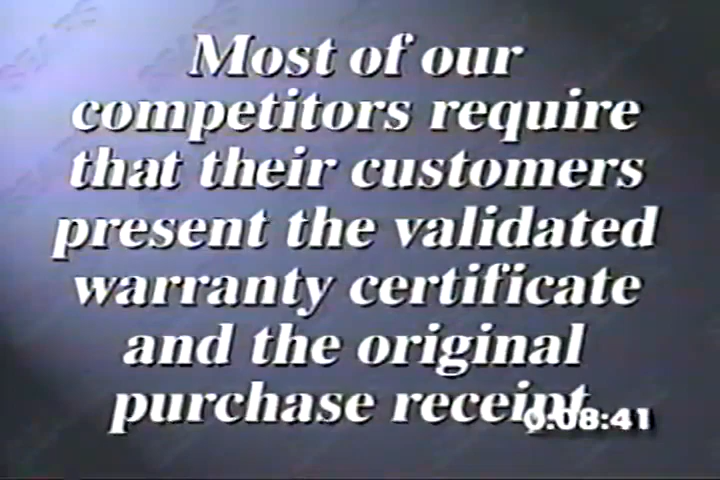 Most of our
competitors require
that their customers
present the validated
warranty certificate
and the original
purchase receipt
0:08:41